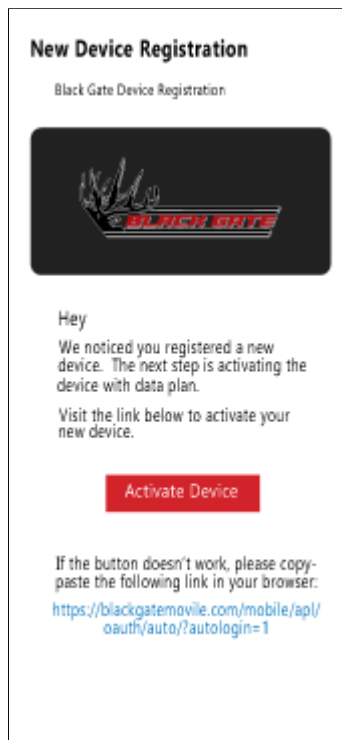 New Device Registration
Black Gate Device Registration
BLACK GATE
Hey
We noticed you registered a new
device. The next step is activating the
device with data plan.
Visit the link below to activate your
new device.
Activate Device
If the button doesn't work, please copy-
paste the following link in your browser:
https://blackgatemovile.com/mobile/apl/
oauth/auto/?autologin=1